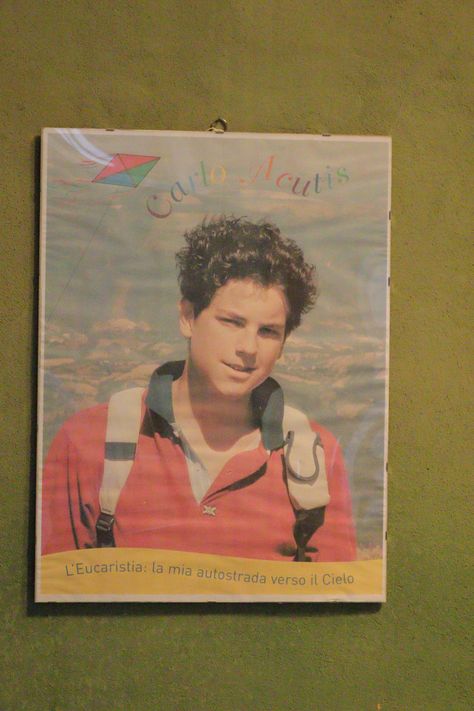 Carlo Acutis
L'Eucaristia: la mia autostrada verso il Cielo